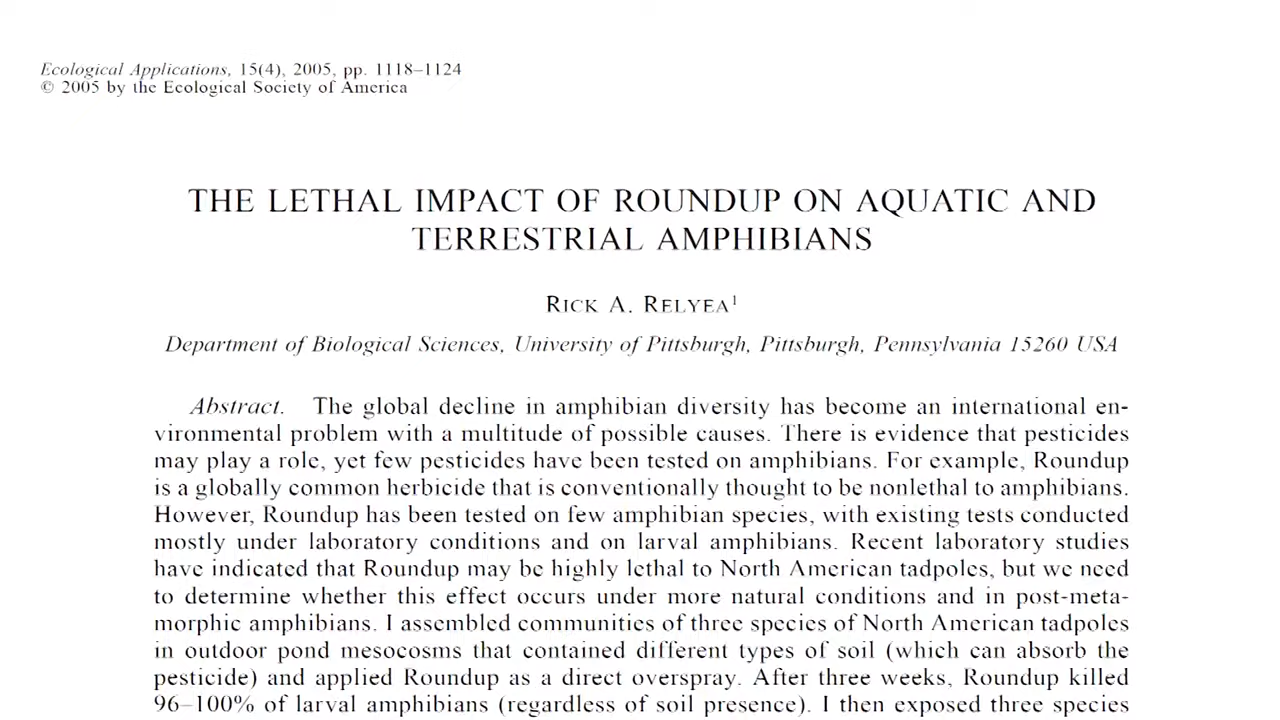 Ecological Applications, 15(4), 2005, pp. 1118–1124
© 2005 by the Ecological Society of America
THE LETHAL IMPACT OF ROUNDUP ON AQUATIC AND
TERRESTRIAL AMPHIBIANS
RICK A. RELYEA¹
Department of Biological Sciences, University of Pittsburgh, Pittsburgh, Pennsylvania 15260 USA
Abstract. The global decline in amphibian diversity has become an international en-
vironmental problem with a multitude of possible causes. There is evidence that pesticides
may play a role, yet few pesticides have been tested on amphibians. For example, Roundup
is a globally common herbicide that is conventionally thought to be nonlethal to amphibians.
However, Roundup has been tested on few amphibian species, with existing tests conducted
mostly under laboratory conditions and on larval amphibians. Recent laboratory studies
have indicated that Roundup may be highly lethal to North American tadpoles, but we need
to determine whether this effect occurs under more natural conditions and in post-meta-
morphic amphibians. I assembled communities of three species of North American tadpoles
in outdoor pond mesocosms that contained different types of soil (which can absorb the
pesticide) and applied Roundup as a direct overspray. After three weeks, Roundup killed
96–100% of larval amphibians (regardless of soil presence). I then exposed three species